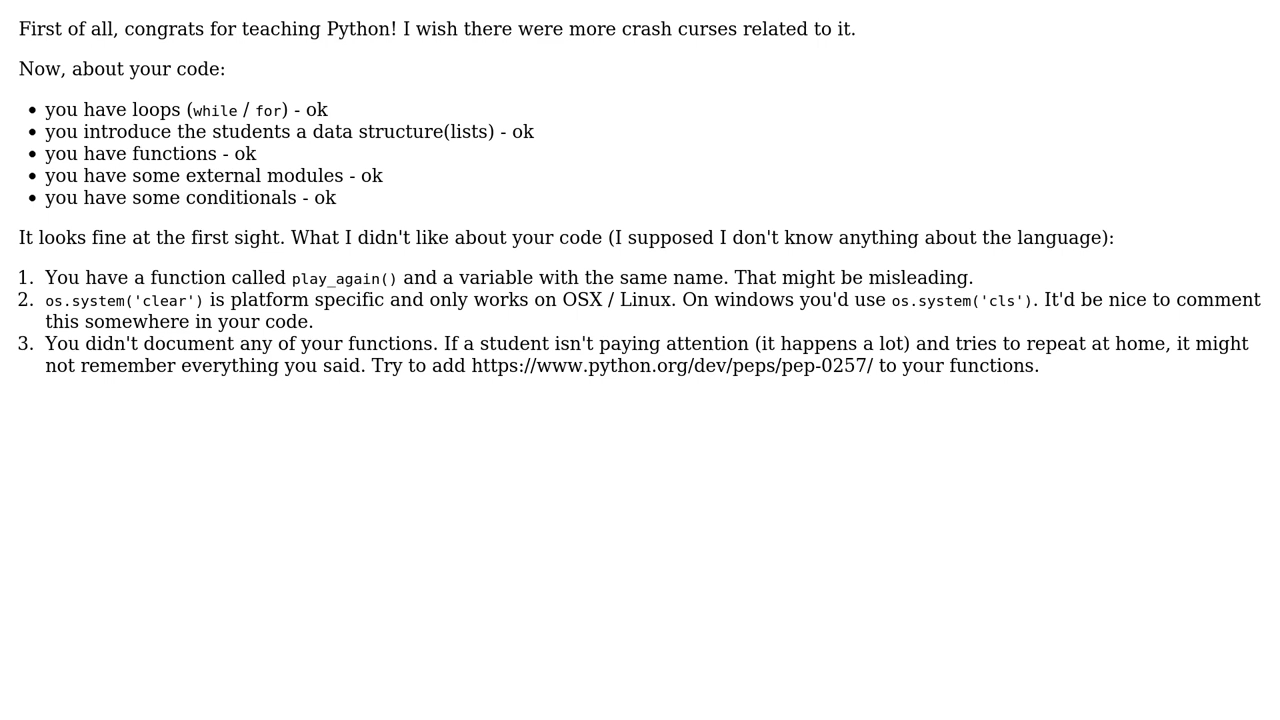 First of all, congrats for teaching Python! I wish there were more crash curses related to it.
Now, about your code:
• you have loops (while / for) - ok
• you introduce the students a data structure(lists) - ok
• you have functions - ok
• you have some external modules - ok
• you have some conditionals - ok
It looks fine at the first sight. What I didn't like about your code (I supposed I don't know anything about the language):
1. You have a function called play_again() and a variable with the same name. That might be misleading.
2. os.system('clear') is platform specific and only works on OSX / Linux. On windows you'd use os.system('cls'). It'd be nice to comment
this somewhere in your code.
3. You didn't document any of your functions. If a student isn't paying attention (it happens a lot) and tries to repeat at home, it might
not remember everything you said. Try to add https://www.python.org/dev/peps/pep-0257/ to your functions.